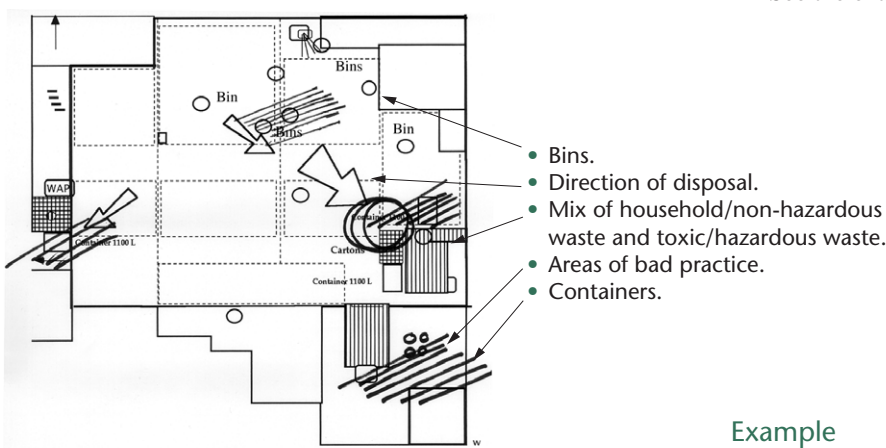 Bins
Bin
Bins
Bin
WAP
Container 1100 L
Cartons
Container 1100 L
• Bins.
• Direction of disposal.
• Mix of household/non-hazardous
waste and toxic/hazardous waste.
• Areas of bad practice.
• Containers.
Example
w